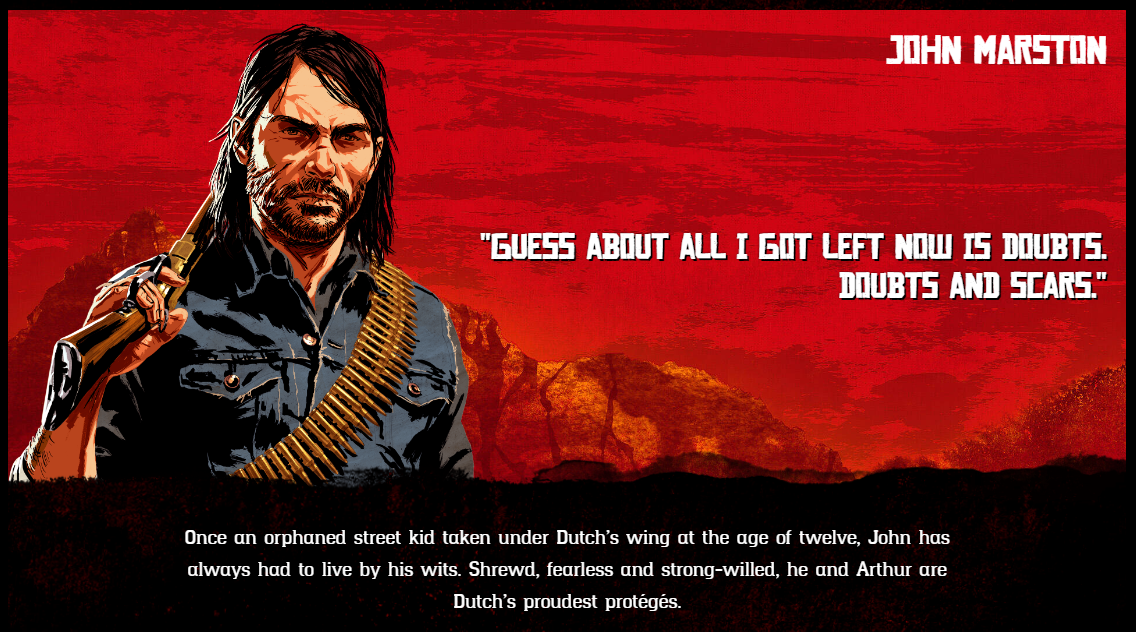 JOHN MARSTON
"GUESS ABOUT ALL I GOT LEFT NOW IS DOUBTS.
DOUBTS AND SCARS."
Once an orphaned street kid taken under Dutch’s wing at the age of twelve, John has
always had to live by his wits. Shrewd, fearless and strong-willed, he and Arthur are
Dutch’s proudest protégés.